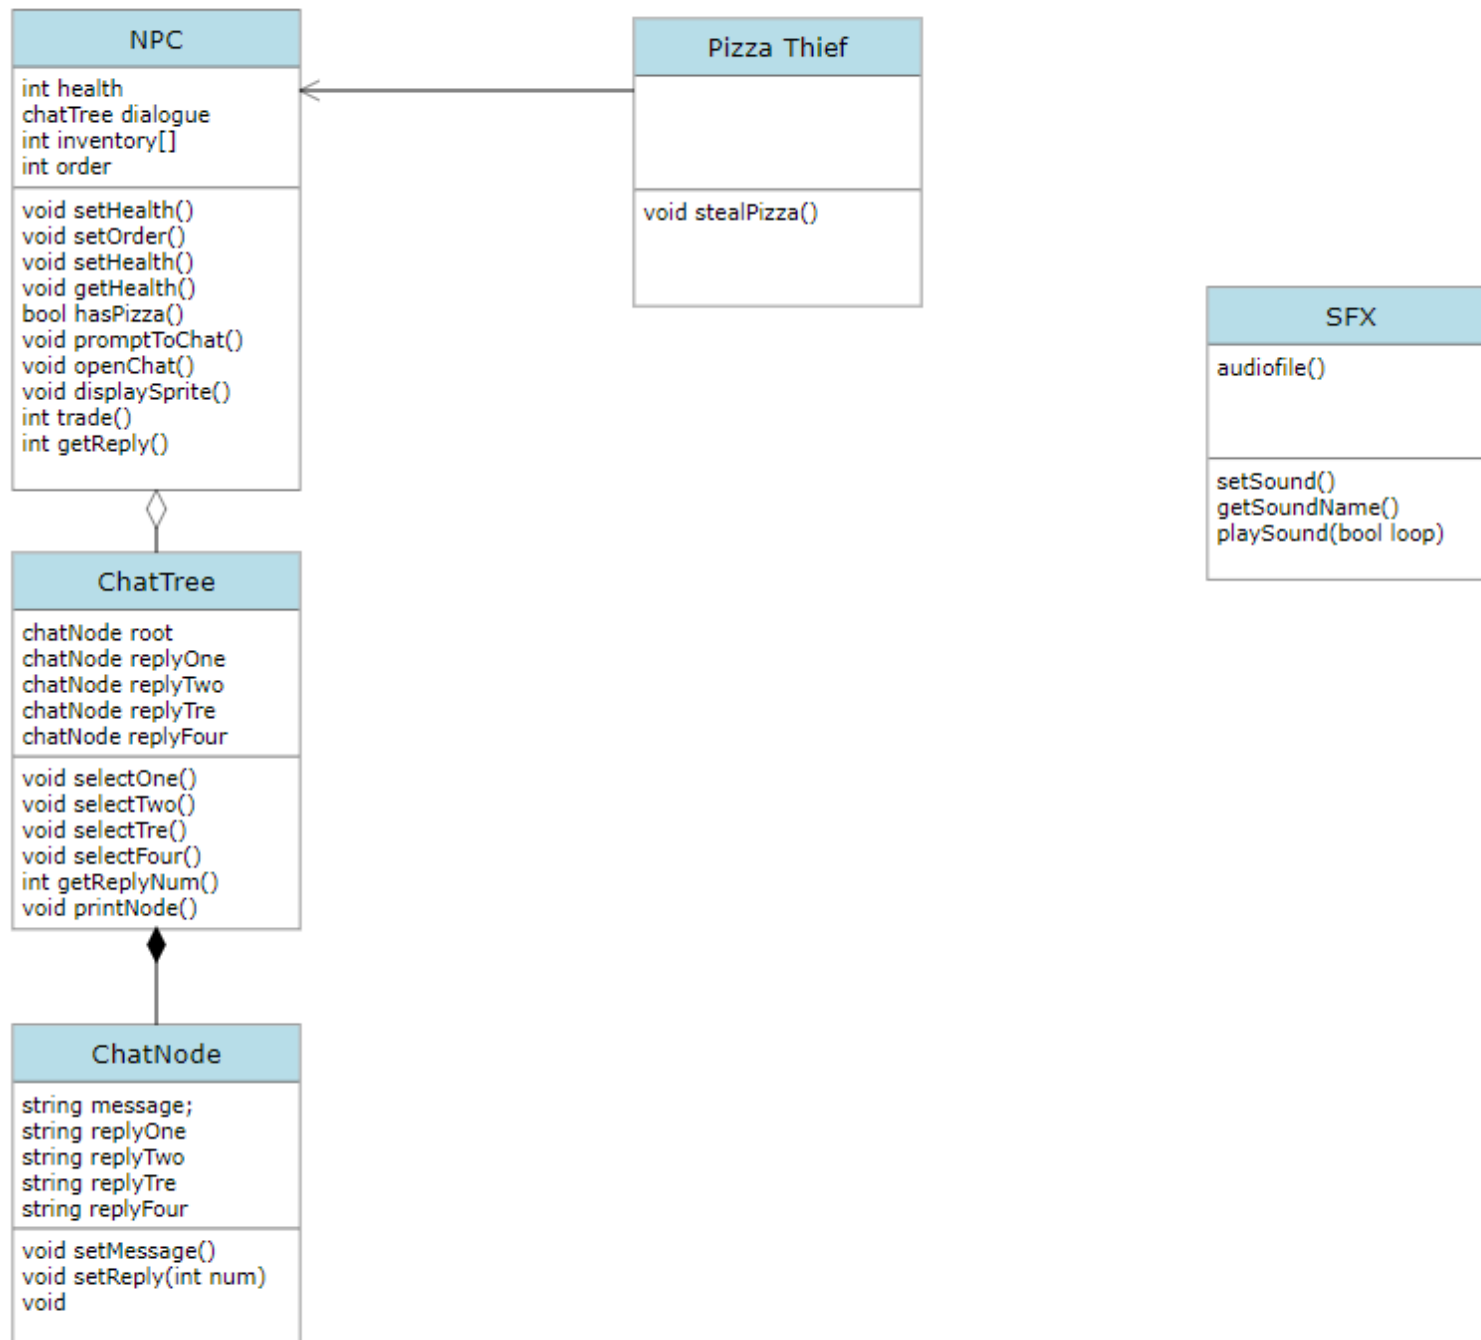 NPC
int health
chatTree dialogue
int inventory[]
int order
void setHealth()
void setOrder()
void setHealth()
void getHealth()
bool hasPizza()
void promptToChat()
void openChat()
void displaySprite()
int trade()
int getReply()
Pizza Thief
void stealPizza()
SFX
audiofile()
setSound()
getSoundName()
playSound(bool loop)
ChatTree
chatNode root
chatNode replyOne
chatNode replyTwo
chatNode replyTre
chatNode replyFour
void selectOne()
void selectTwo()
void selectTre()
void selectFour()
int getReplyNum()
void printNode()
ChatNode
string message;
string replyOne
string replyTwo
string replyTre
string replyFour
void setMessage()
void setReply(int num)
void